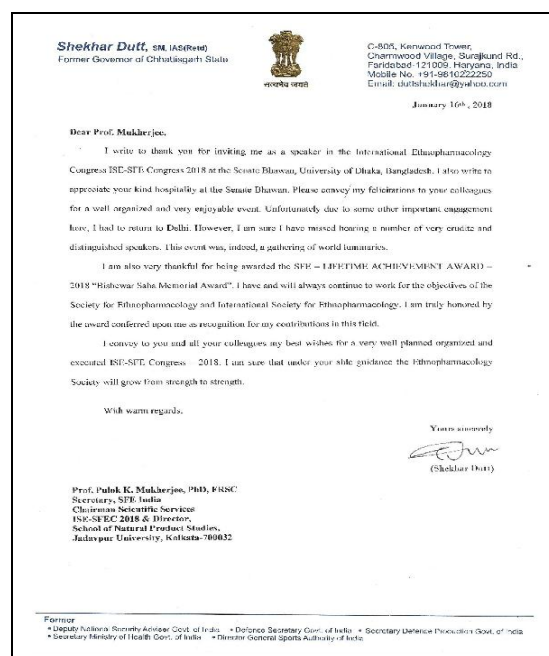 Shekhar Dutt, SM, IAS(Retd)
Former Governor of Chhattisgarh State
सत्यमेव जयते
C-805, Kenwood Tower,
Charmwood Village, Surajkund Rd.,
Faridabad-121009, Haryana, India
Mobile No. +91-9810222250
Email: duttshekhar@yahoo.com
January 16th, 2018
Dear Prof. Mukherjee,
I write to thank you for inviting me as a speaker in the International Ethnopharmacology
Congress ISE-SFE Congress 2018 at the Senate Bhawan, University of Dhaka, Bangladesh. I also write to
appreciate your kind hospitality at the Senate Bhawan. Please convey my felicitations to your colleagues
for a well organized and very enjoyable event. Unfortunately due to some other important engagement
here, I had to return to Delhi. However, I am sure I have missed hearing a number of very erudite and
distinguished speakers. This event was, indeed, a gathering of world luminaries.
I am also very thankful for being awarded the SFE – LIFETIME ACHIEVEMENT AWARD –
2018 "Bisheswar Saha Memorial Award". I have and will always continue to work for the objectives of the
Society for Ethnopharmacology and International Society for Ethnopharmacology. I am truly honored by
the award conferred upon me as recognition for my contributions in this field.
I convey to you and all your colleagues my best wishes for a very well planned organized and
executed ISE-SFE Congress – 2018. I am sure that under your able guidance the Ethnopharmacology
Society will grow from strength to strength.
With warm regards,
Yours sincerely
(Shekhar Dutt)
Prof. Pulok K. Mukherjee, PhD, FRSC
Secretary, SFE India
Chairman Scientific Services
ISE-SFEC 2018 & Director,
School of Natural Product Studies,
Jadavpur University, Kolkata-700032
Former
• Deputy National Security Adviser Govt. of India • Defence Secretary Govt. of India • Secretary Defence Production Govt. of India
• Secretary Ministry of Health Govt. of India • Director General Sports Authority of India